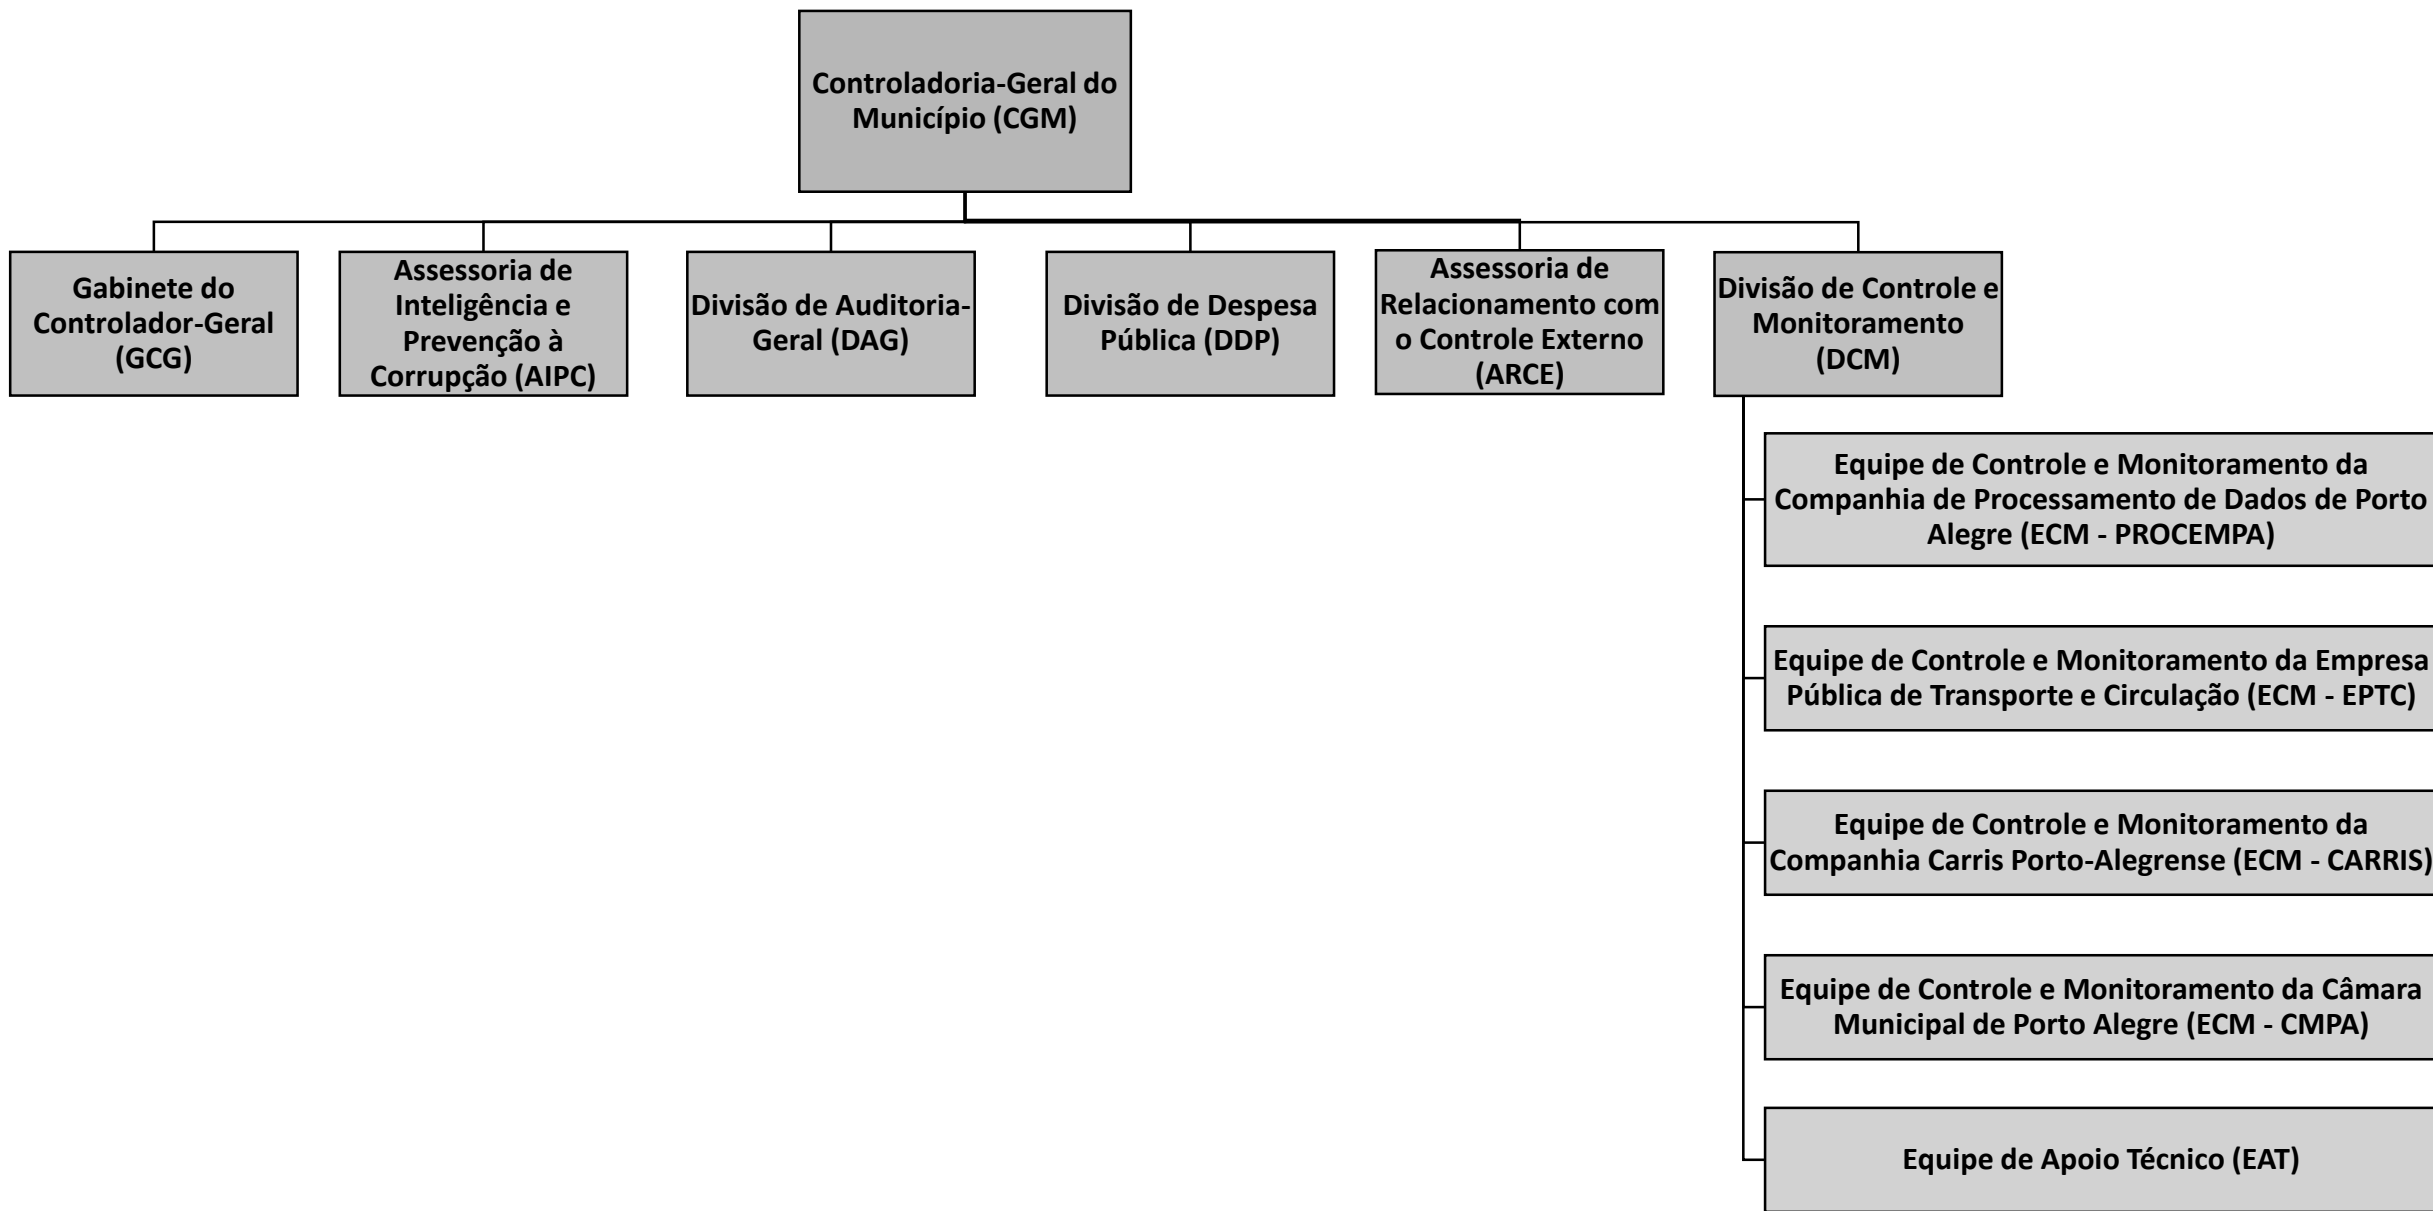 Controladoria-Geral do
Município (CGM)
Gabinete do
Controlador-Geral
(GCG)
Assessoria de
Inteligência e
Prevenção à
Corrupção (AIPC)
Divisão de Auditoria-
Geral (DAG)
Divisão de Despesa
Pública (DDP)
Assessoria de
Relacionamento com
o Controle Externo
(ARCE)
Divisão de Controle e
Monitoramento
(DCM)
Equipe de Controle e Monitoramento da
Companhia de Processamento de Dados de Porto
Alegre (ECM - PROCEMPA)
Equipe de Controle e Monitoramento da Empresa
Pública de Transporte e Circulação (ECM - EPTC)
Equipe de Controle e Monitoramento da
Companhia Carris Porto-Alegrense (ECM - CARRIS)
Equipe de Controle e Monitoramento da Câmara
Municipal de Porto Alegre (ECM - CMPA)
Equipe de Apoio Técnico (EAT)